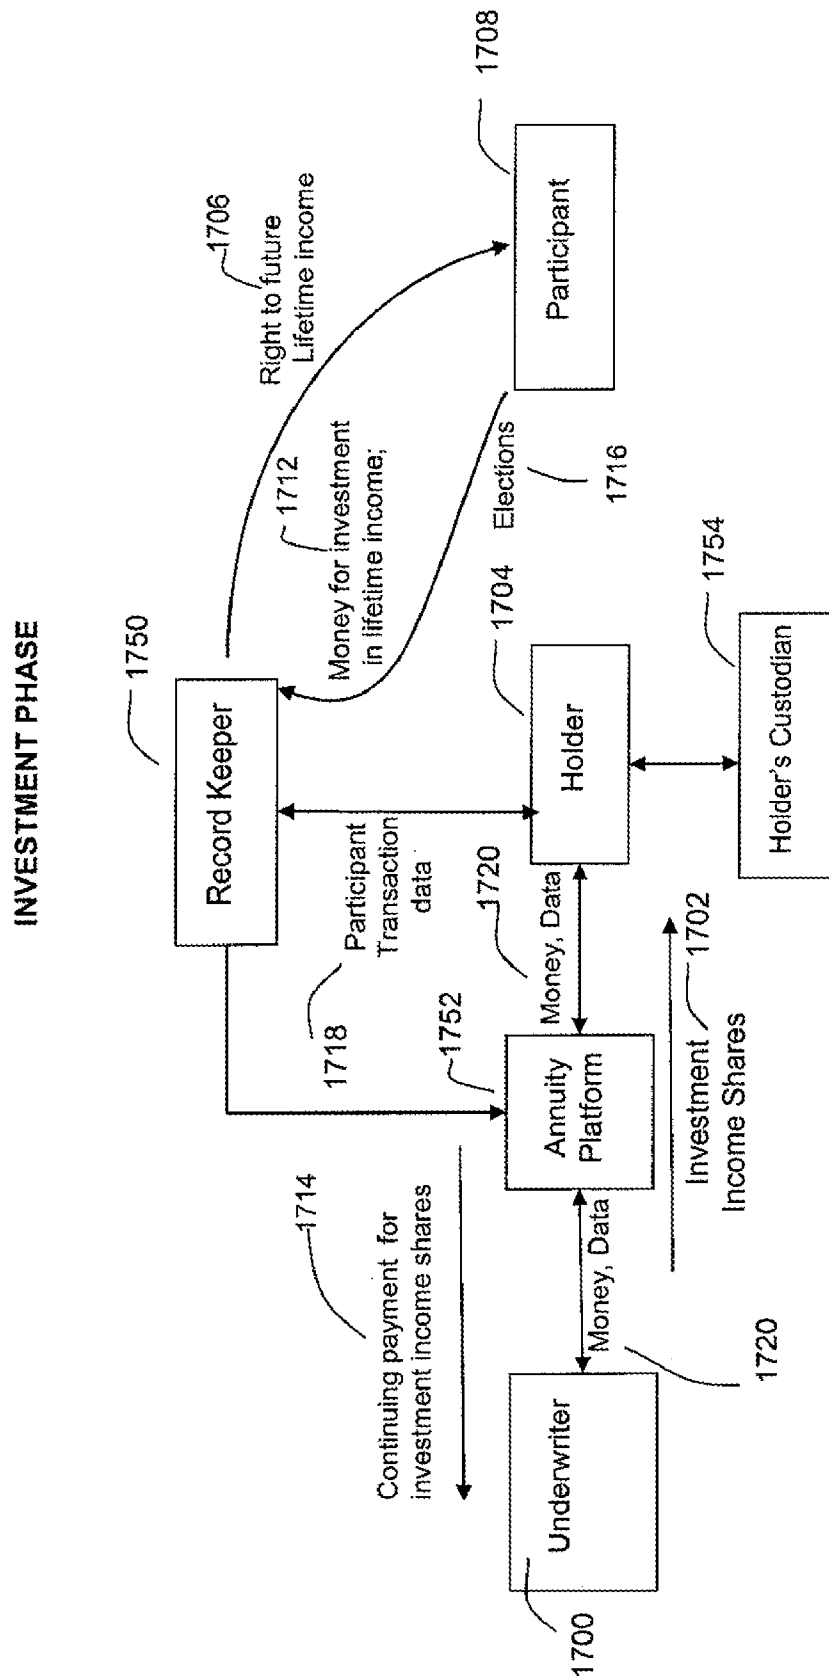 INVESTMENT PHASE
1750
Record Keeper
1706
Right to future
Lifetime income
1712
Money for investment
in lifetime income;
1708
Participant
Elections
1716
1718
Participant
Transaction
data
1714
Continuing payment for
investment income shares
1752
Annuity
Platform
1720
Money, Data
1704
Holder
1700
Underwriter
Money, Data
1720
1702
Investment
Income Shares
1754
Holder's Custodian